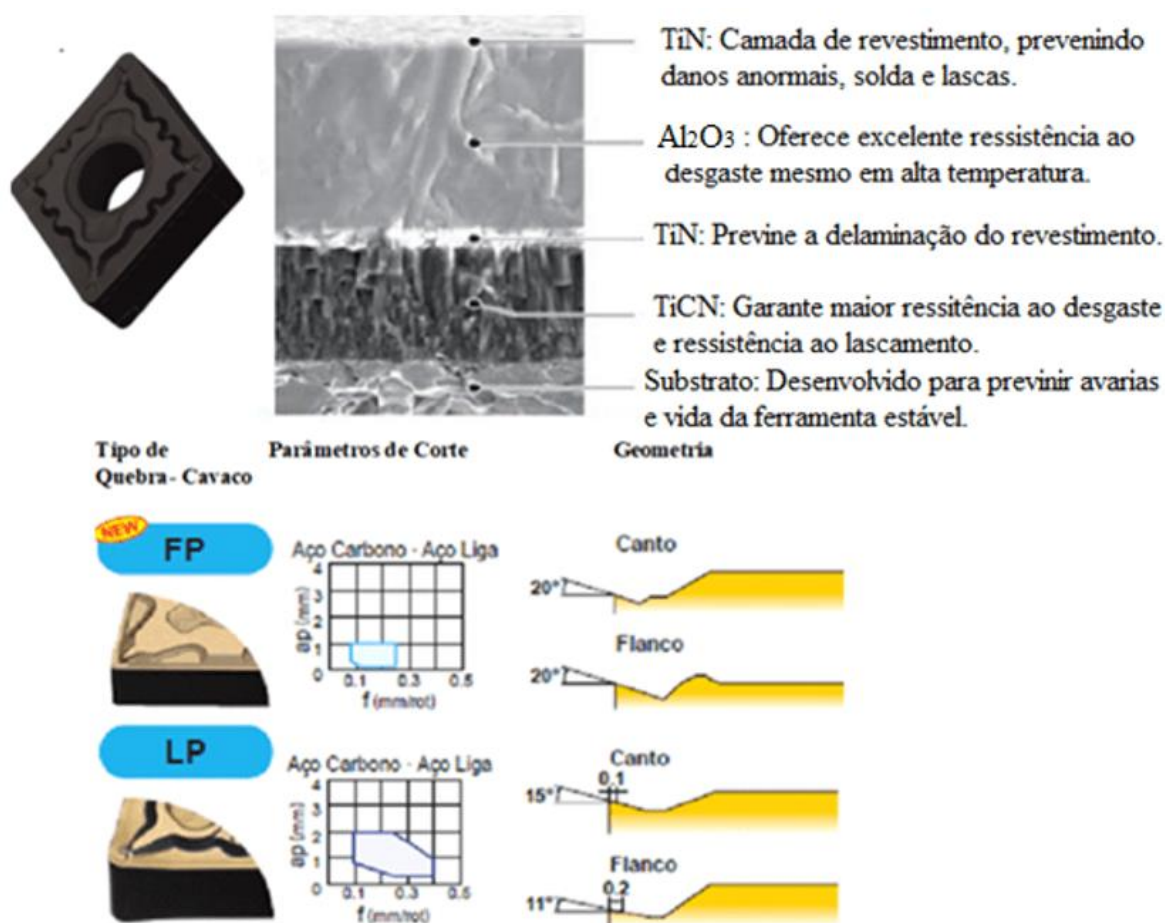 TiN: Camada de revestimento, prevenindo
danos anormais, solda e lascas.
Al2O3 : Oferece excelente ressistência ao
desgaste mesmo em alta temperatura.
TiN: Previne a delaminação do revestimento.
TiCN: Garante maior ressitência ao desgaste
e ressistência ao lascamento.
Substrato: Desenvolvido para previnir avarias
e vida da ferramenta estável.
Tipo de
Quebra- Cavaco
Parâmetros de Corte
Geometria
NEW
FP
Aço Carbono - Aço Liga
ap (mm)
4
3
2
1
0
0.1
0.3
0.5
f (mm/rot)
Canto
20°
Flanco
20°
LP
Aço Carbono - Aço Liga
ap (mm)
4
3
2
1
0
0.1
0.3
0.5
f (mm/rot)
Canto
0.1
15°
Flanco
0.2
11°